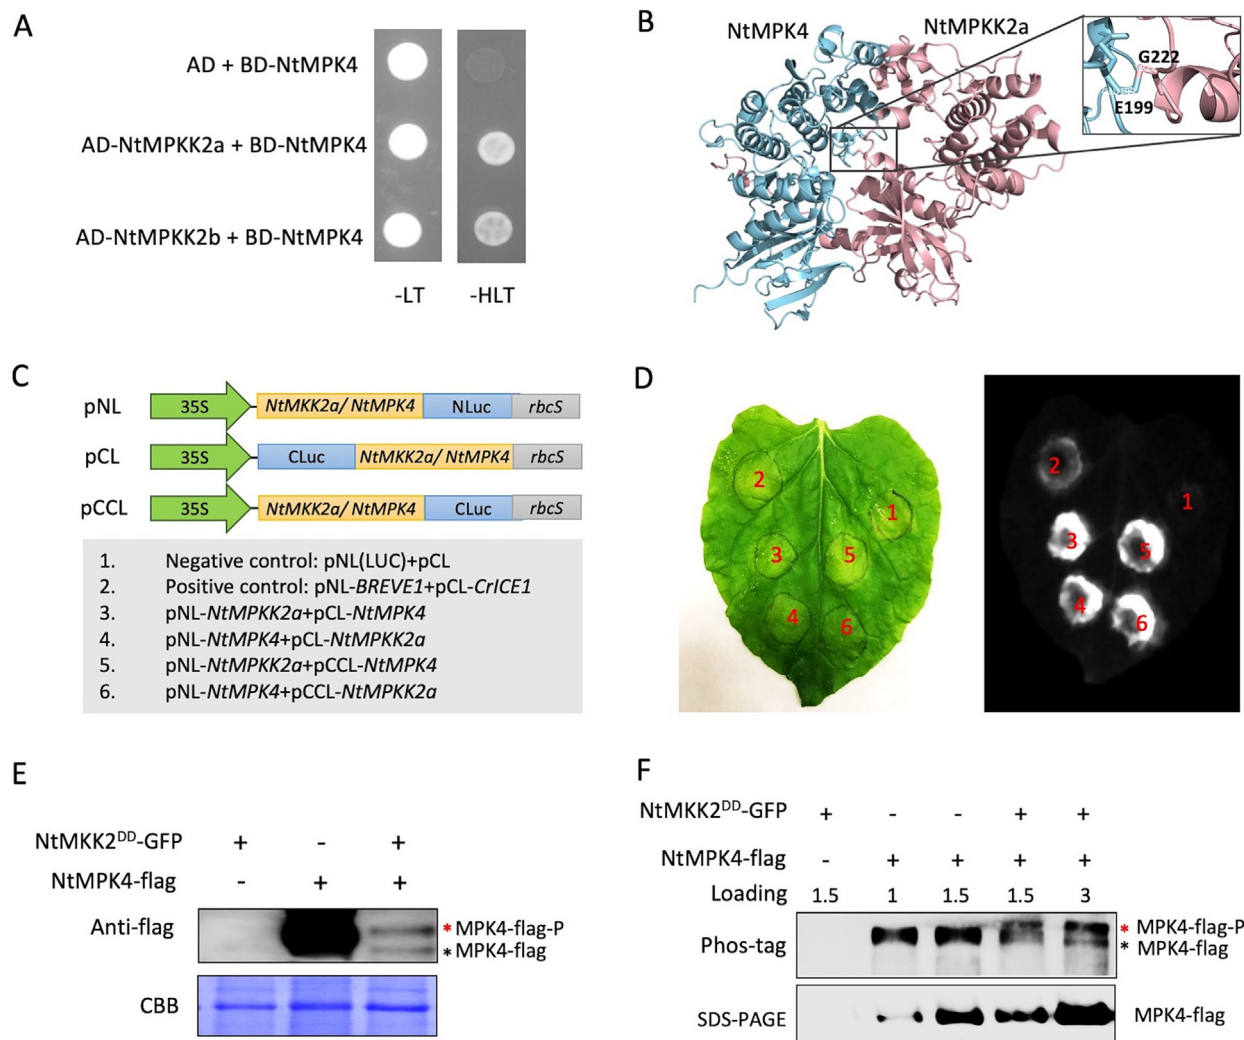 A
AD + BD-NtMPK4
AD-NtMPKK2a + BD-NtMPK4
AD-NtMPKK2b + BD-NtMPK4
-LT
-HLT
B
NtMPK4
NtMPKK2a
G222
E199
C
pNL
35S
NtMKK2a/ NtMPK4
NLuc
rbcS
pCL
35S
CLuc
NtMKK2a/ NtMPK4
rbcS
pCCL
35S
NtMKK2a/ NtMPK4
CLuc
rbcS
1. Negative control: pNL(LUC)+pCL
2. Positive control: pNL-BREVE1+pCL-CrICE1
3. pNL-NtMPKK2a+pCL-NtMPK4
4. pNL-NtMPK4+pCL-NtMPKK2a
5. pNL-NtMPKK2a+pCCL-NtMPK4
6. pNL-NtMPK4+pCCL-NtMPKK2a
D
2
1
3
5
4
6
2
1
3
5
4
6
E
NtMKK2DD-GFP + - +
NtMPK4-flag - + +
Anti-flag
* MPK4-flag-P
* MPK4-flag
CBB
F
NtMKK2DD-GFP + - - + +
NtMPK4-flag - + + + +
Loading 1.5 1 1.5 1.5 3
Phos-tag
* MPK4-flag-P
* MPK4-flag
SDS-PAGE
MPK4-flag